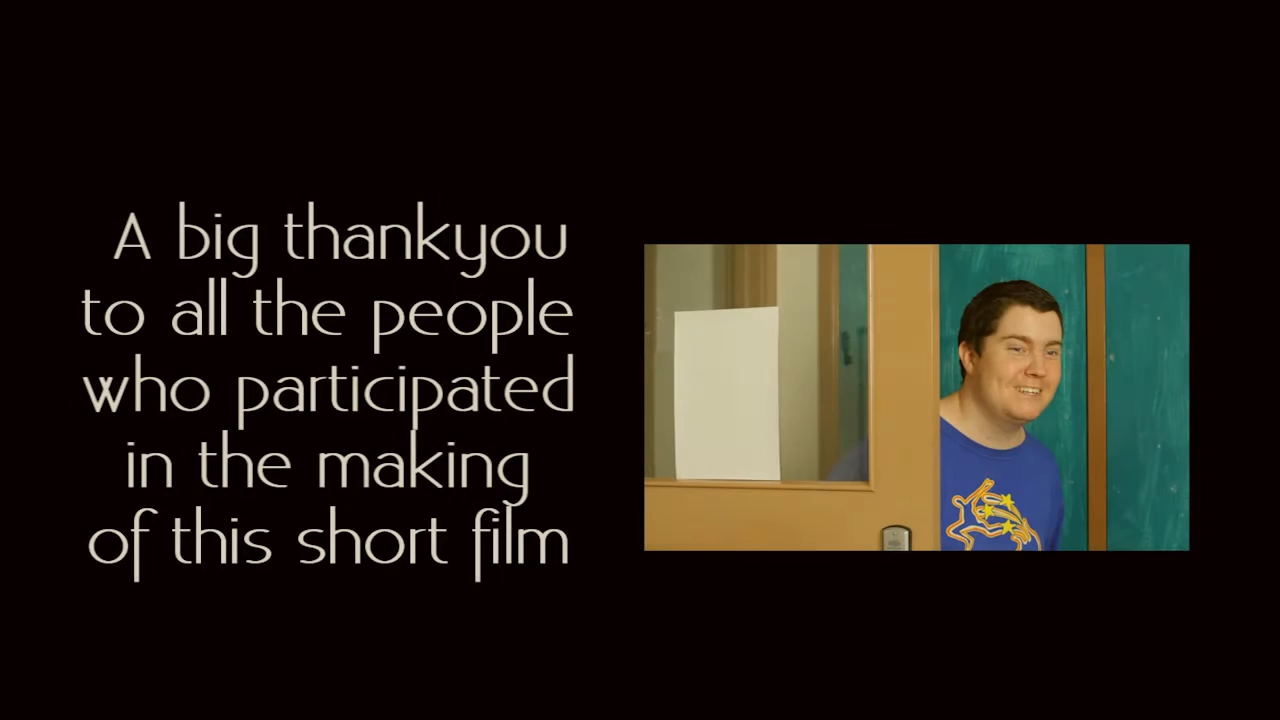 A big thankyou
to all the people
who participated
in the making
of this short film